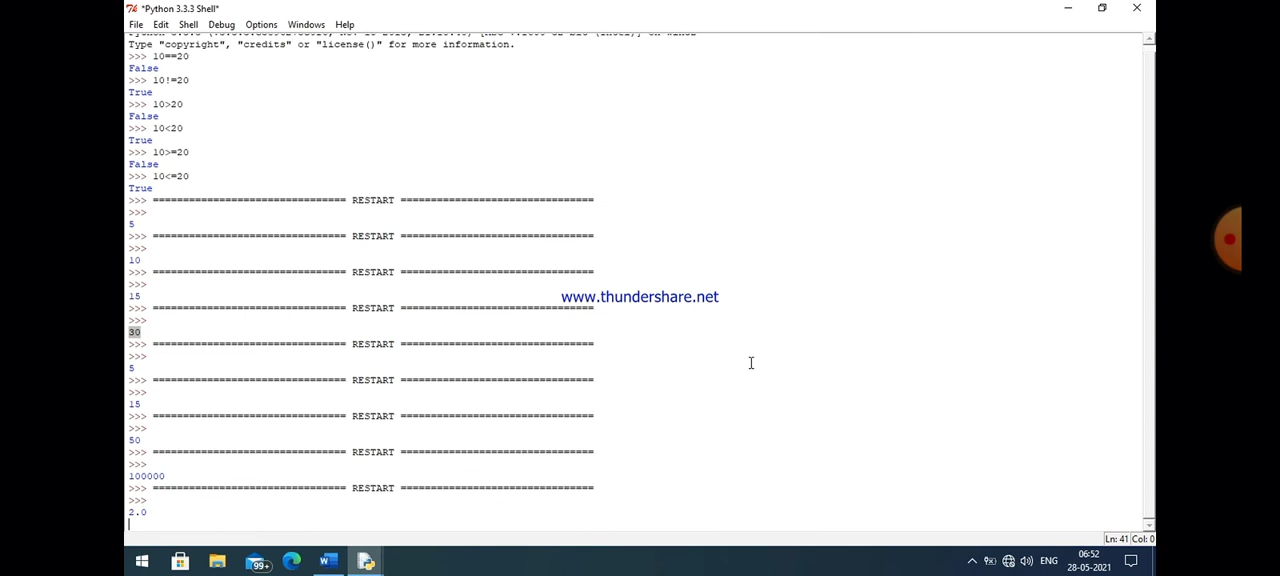 *Python 3.3.3 Shell*
File Edit Shell Debug Options Windows Help
Type "copyright", "credits" or "license()" for more information.
>>> 10==20
False
>>> 10!=20
True
>>> 10>20
False
>>> 10<20
True
>>> 10>=20
False
>>> 10<=20
True
>>> ================================ RESTART ================================
>>>
5
>>> ================================ RESTART ================================
>>>
10
>>> ================================ RESTART ================================
>>>
15
www.thundershare.net
>>> ================================ RESTART ================================
>>>
30
>>> ================================ RESTART ================================
>>>
5
>>> ================================ RESTART ================================
>>>
15
>>> ================================ RESTART ================================
>>>
50
>>> ================================ RESTART ================================
>>>
100000
>>> ================================ RESTART ================================
>>>
2.0
Ln: 41 Col: 0
99+
ENG
06:52
28-05-2021